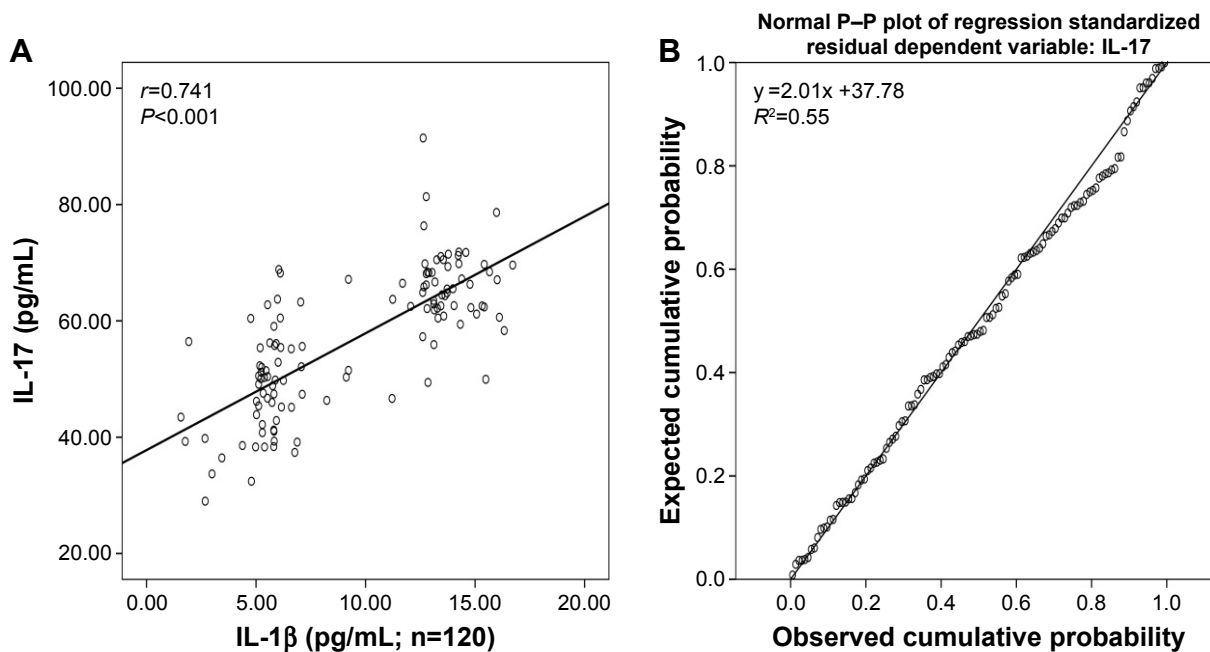 A
r=0.741
P<0.001
IL-17 (pg/mL)
100.00
80.00
60.00
40.00
20.00
0.00 5.00 10.00 15.00 20.00
IL-1β (pg/mL; n=120)
B
Normal P–P plot of regression standardized
residual dependent variable: IL-17
y =2.01x +37.78
R²=0.55
Expected cumulative probability
1.0
0.8
0.6
0.4
0.2
0.0
0.0 0.2 0.4 0.6 0.8 1.0
Observed cumulative probability